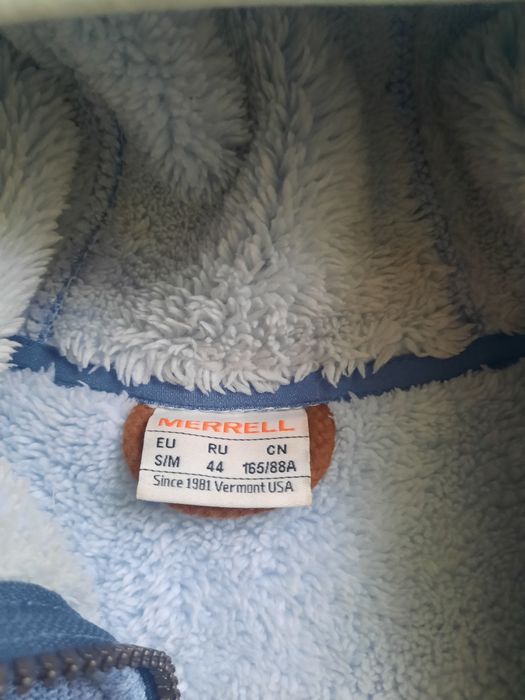 MERRELL
EU RU CN
S/M 44 165/88A
Since 1981 Vermont USA